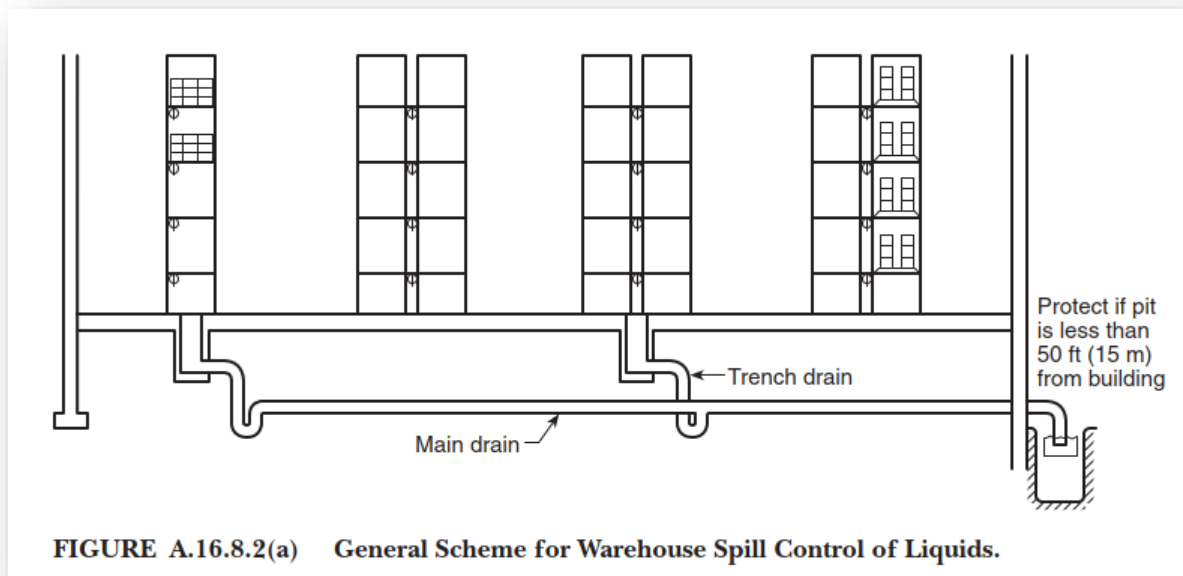 Protect if pit
is less than
50 ft (15 m)
from building
Trench drain
Main drain
FIGURE A.16.8.2(a) General Scheme for Warehouse Spill Control of Liquids.